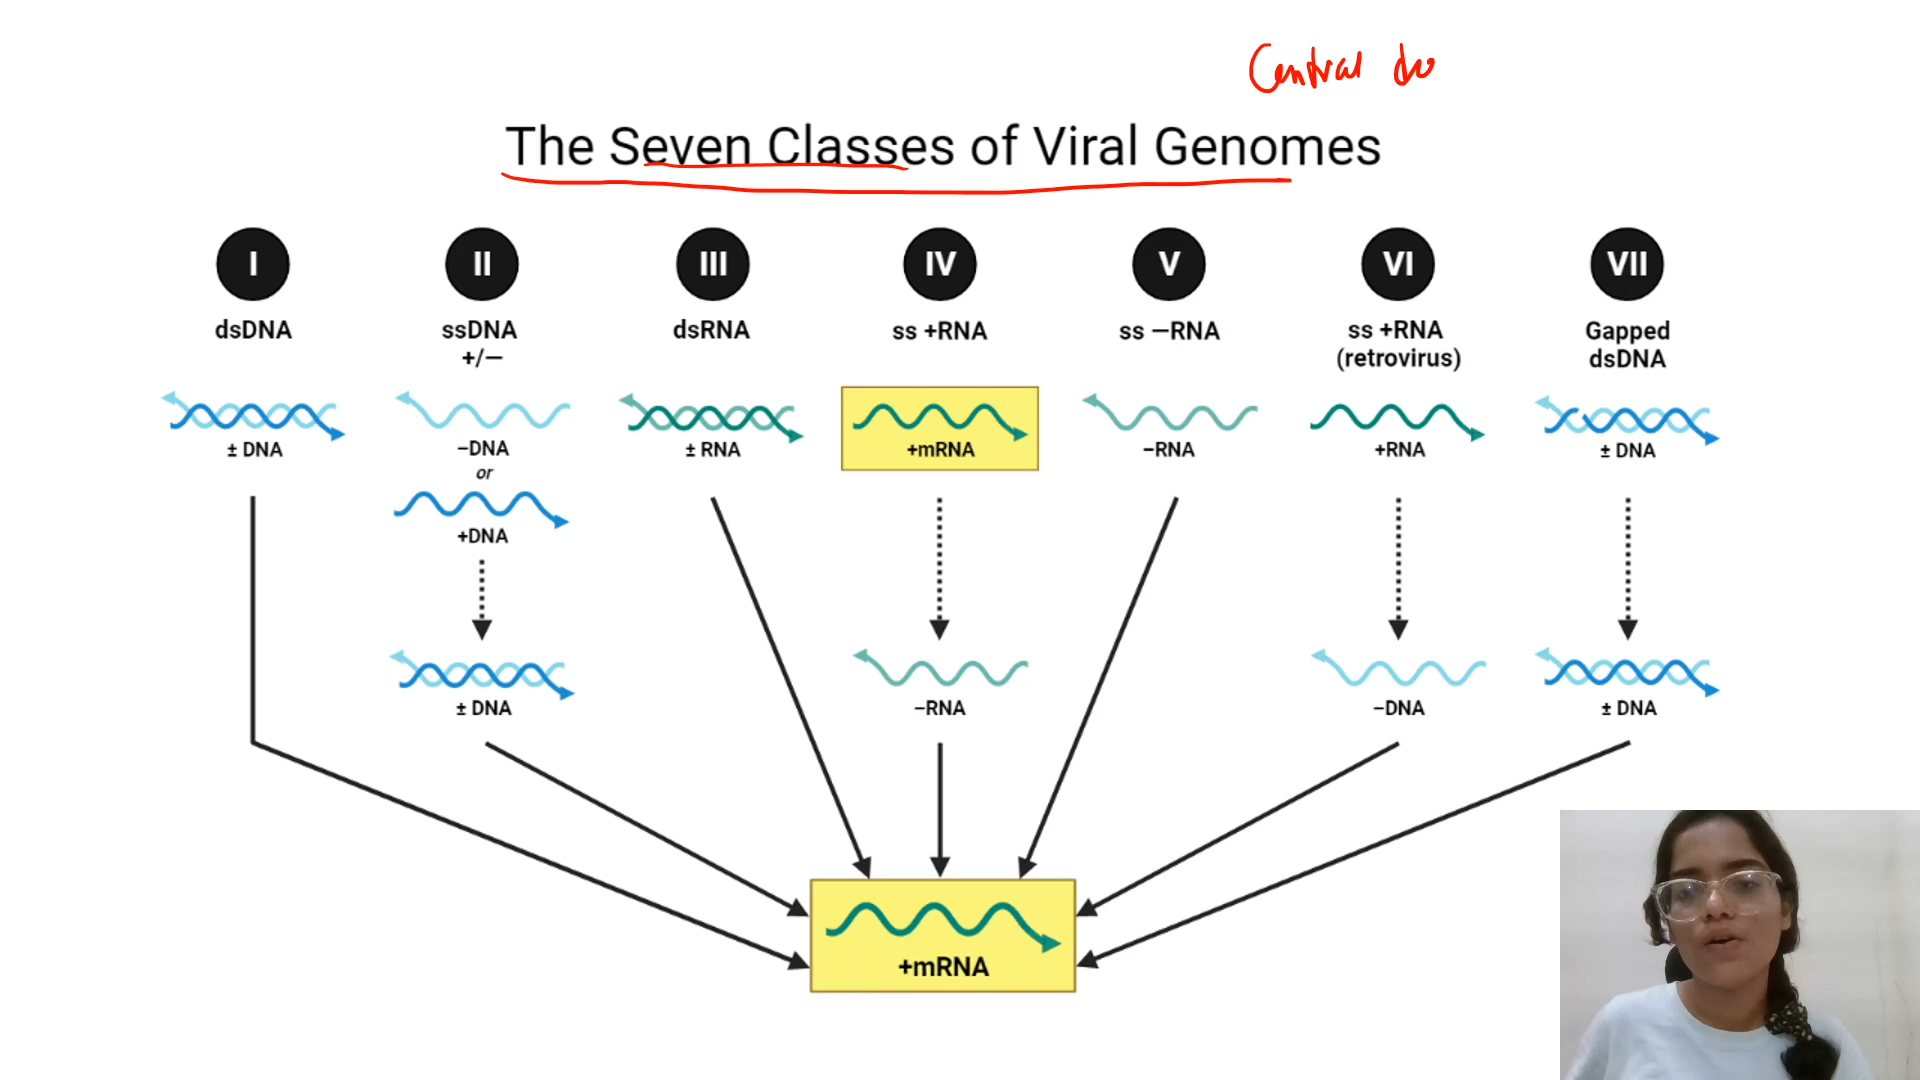 Central do
The Seven Classes of Viral Genomes
I II III IV V VI VII
dsDNA
ssDNA
+/−
dsRNA
ss +RNA
ss −RNA
ss +RNA
(retrovirus)
Gapped
dsDNA
± DNA
−DNA
or
+DNA
± RNA
+mRNA
−RNA
+RNA
± DNA
± DNA
−RNA
−DNA
± DNA
+mRNA